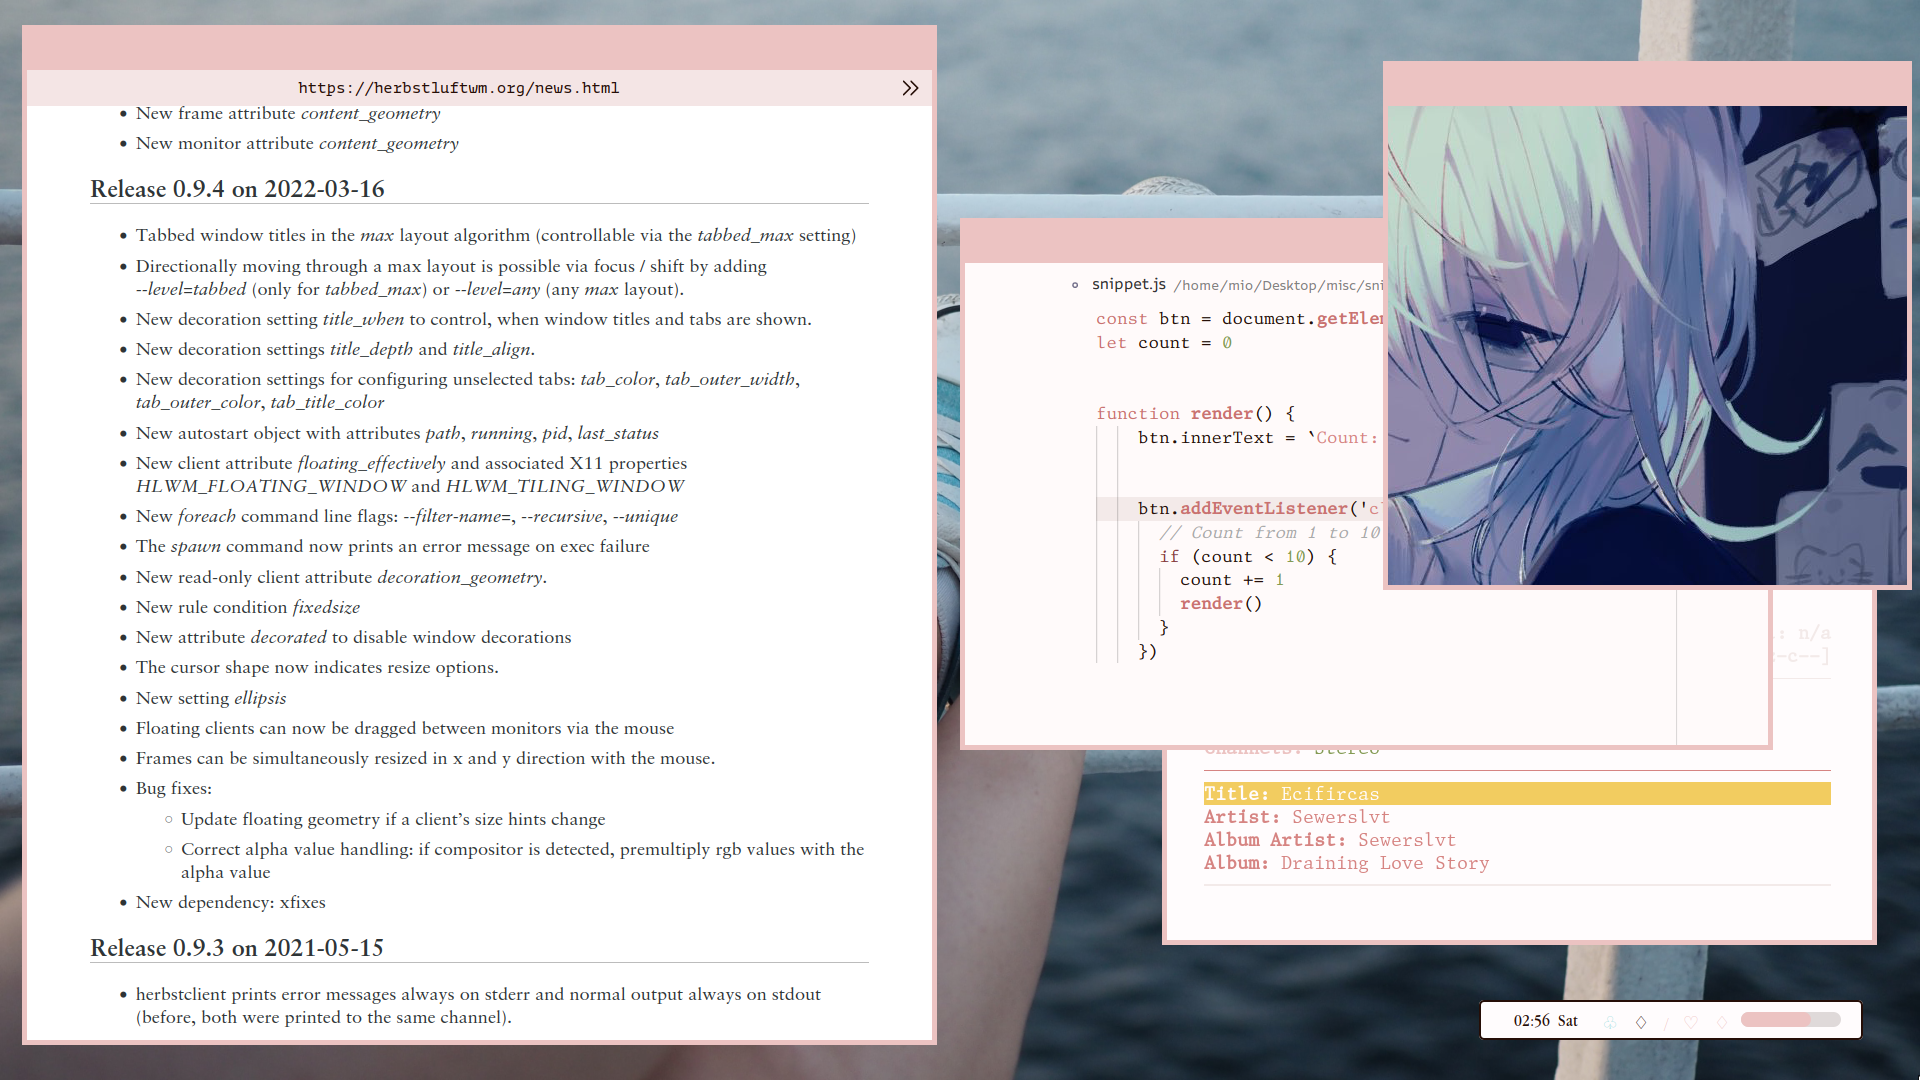 https://herbstluftwm.org/news.html
• New frame attribute content_geometry
• New monitor attribute content_geometry
Release 0.9.4 on 2022-03-16
• Tabbed window titles in the max layout algorithm (controllable via the tabbed_max setting)
• Directionally moving through a max layout is possible via focus / shift by adding
--level=tabbed (only for tabbed_max) or --level=any (any max layout).
• New decoration setting title_when to control, when window titles and tabs are shown.
• New decoration settings title_depth and title_align.
• New decoration settings for configuring unselected tabs: tab_color, tab_outer_width,
tab_outer_color, tab_title_color
• New autostart object with attributes path, running, pid, last_status
• New client attribute floating_effectively and associated X11 properties
HLWM_FLOATING_WINDOW and HLWM_TILING_WINDOW
• New foreach command line flags: --filter-name=, --recursive, --unique
• The spawn command now prints an error message on exec failure
• New read-only client attribute decoration_geometry.
• New rule condition fixedsize
• New attribute decorated to disable window decorations
• The cursor shape now indicates resize options.
• New setting ellipsis
• Floating clients can now be dragged between monitors via the mouse
• Frames can be simultaneously resized in x and y direction with the mouse.
• Bug fixes:
○ Update floating geometry if a client's size hints change
○ Correct alpha value handling: if compositor is detected, premultiply rgb values with the
alpha value
• New dependency: xfixes
Release 0.9.3 on 2021-05-15
• herbstclient prints error messages always on stderr and normal output always on stdout
(before, both were printed to the same channel).
snippet.js /home/mio/Desktop/misc/sni
const btn = document.getElem
let count = 0
function render() {
btn.innerText = `Count:
btn.addEventListener('c
// Count from 1 to 10
if (count < 10) {
count += 1
render()
}
})
: n/a
-c--]
Channels: Stereo
Title: Ecifircas
Artist: Sewerslvt
Album Artist: Sewerslvt
Album: Draining Love Story
02:56 Sat